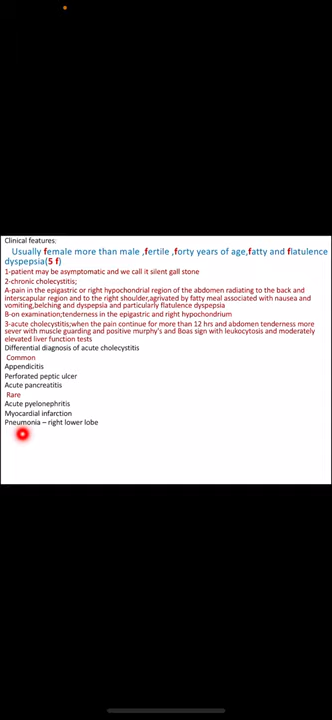 Clinical features:
Usually female more than male ,fertile ,forty years of age,fatty and flatulence
dyspepsia(5 f)
1-patient may be asymptomatic and we call it silent gall stone
2-chronic cholecystitis;
A-pain in the epigastric or right hypochondrial region of the abdomen radiating to the back and
interscapular region and to the right shoulder,agrivated by fatty meal associated with nausea and
vomiting,belching and dyspepsia and particularly flatulence dyspepsia
B-on examination;tenderness in the epigastric and right hypochondrium
3-acute cholecystitis;when the pain continue for more than 12 hrs and abdomen tenderness more
sever with muscle guarding and positive murphy's and Boas sign with leukocytosis and moderately
elevated liver function tests
Differential diagnosis of acute cholecystitis
Common
Appendicitis
Perforated peptic ulcer
Acute pancreatitis
Rare
Acute pyelonephritis
Myocardial infarction
Pneumonia – right lower lobe